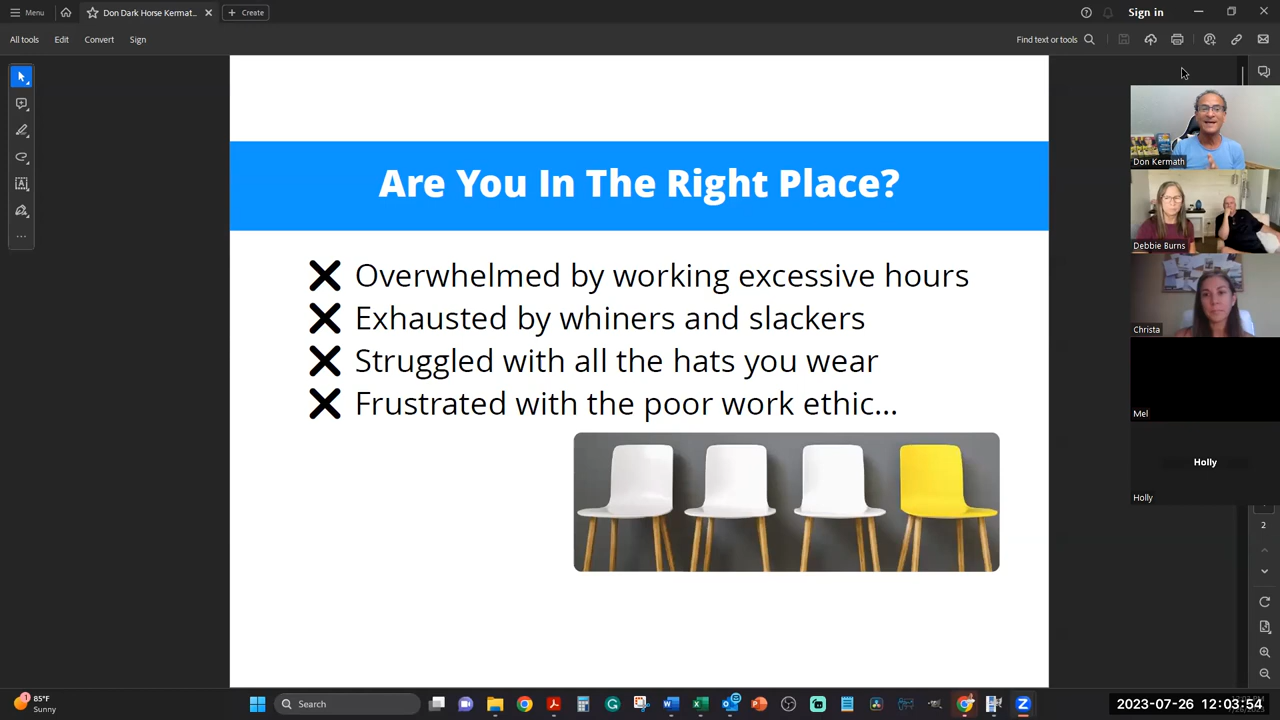 Menu
Don Dark Horse Kermat...
Create
Sign in
All tools
Edit
Convert
Sign
Find text or tools
Are You In The Right Place?
Overwhelmed by working excessive hours
Exhausted by whiners and slackers
Struggled with all the hats you wear
Frustrated with the poor work ethic...
Don Kermath
Debbie Burns
Christa
Mel
Holly
Holly
2
1
85°F
Sunny
Search
2023-07-26 12:03:54